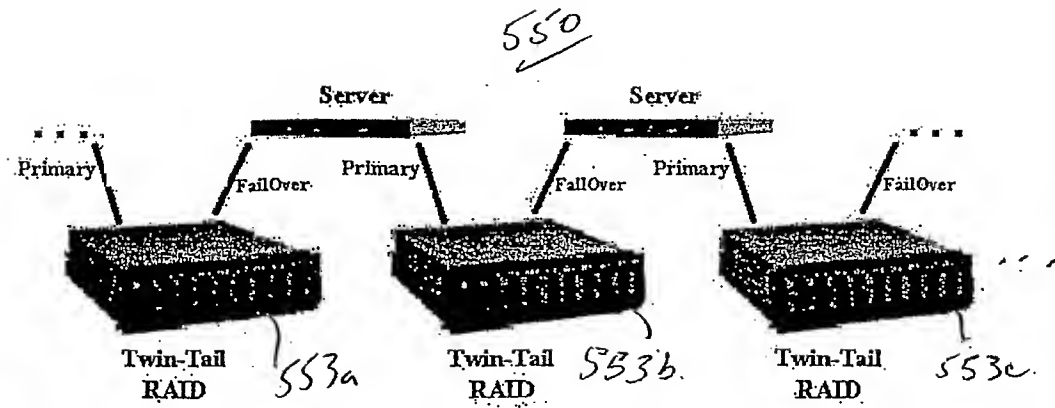 550
Server
Server
Primary
FailOver
Primary
FailOver
Primary
FailOver
Twin-Tail
RAID
553a
Twin-Tail
RAID
553b.
Twin-Tail
RAID
553c.